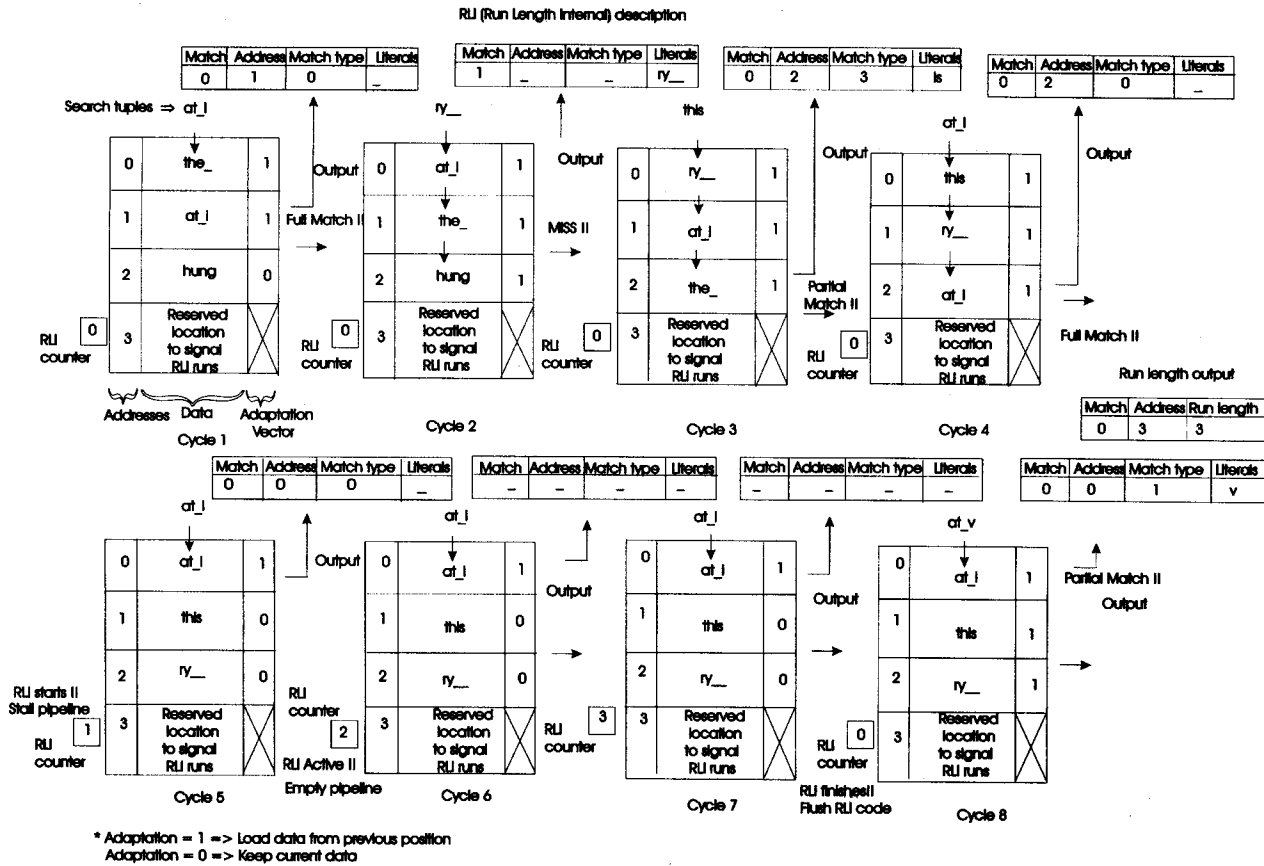 RLI (Run Length Internal) description
Match Address Match type Literals
0 1 0 _
Match Address Match type Literals
1 _ _ ry__
Match Address Match type Literals
0 2 3 is
Match Address Match type Literals
0 2 0 _
Search tuples ⇒ at_i
ry__
this
at_i
0 the_ 1
1 at_i 1
2 hung 0
3 Reserved location to signal RLI runs
RLI counter 0
Addresses Data Adaptation Vector
Cycle 1
Output
Full Match !!
0 at_i 1
1 the_ 1
2 hung 1
3 Reserved location to signal RLI runs
RLI counter 0
Cycle 2
Output
MISS !!
0 ry__ 1
1 at_i 1
2 the_ 1
3 Reserved location to signal RLI runs
RLI counter 0
Cycle 3
Output
Partial Match !!
0 this 1
1 ry__ 1
2 at_i 1
3 Reserved location to signal RLI runs
RLI counter 0
Cycle 4
Output
Full Match !!
Run length output
Match Address Run length
0 3 3
Match Address Match type Literals
0 0 0 _
Match Address Match type Literals
_ _ _ _
Match Address Match type Literals
_ _ _ _
Match Address Match type Literals
0 0 1 v
at_i
at_i
at_i
at_v
0 at_i 1
1 this 0
2 ry__ 0
3 Reserved location to signal RLI runs
RLI starts !!
Stall pipeline
RLI counter 1
Cycle 5
Output
0 at_i 1
1 this 0
2 ry__ 0
3 Reserved location to signal RLI runs
RLI counter 2
RLI Active !!
Empty pipeline
Cycle 6
Output
0 at_i 1
1 this 0
2 ry__ 0
3 Reserved location to signal RLI runs
RLI counter 3
Cycle 7
Output
0 at_i 1
1 this 1
2 ry__ 1
3 Reserved location to signal RLI runs
RLI counter 0
RLI finishes!!
Flush RLI code
Cycle 8
Partial Match !!
Output
* Adaptation = 1 => Load data from previous position
Adaptation = 0 => Keep current data